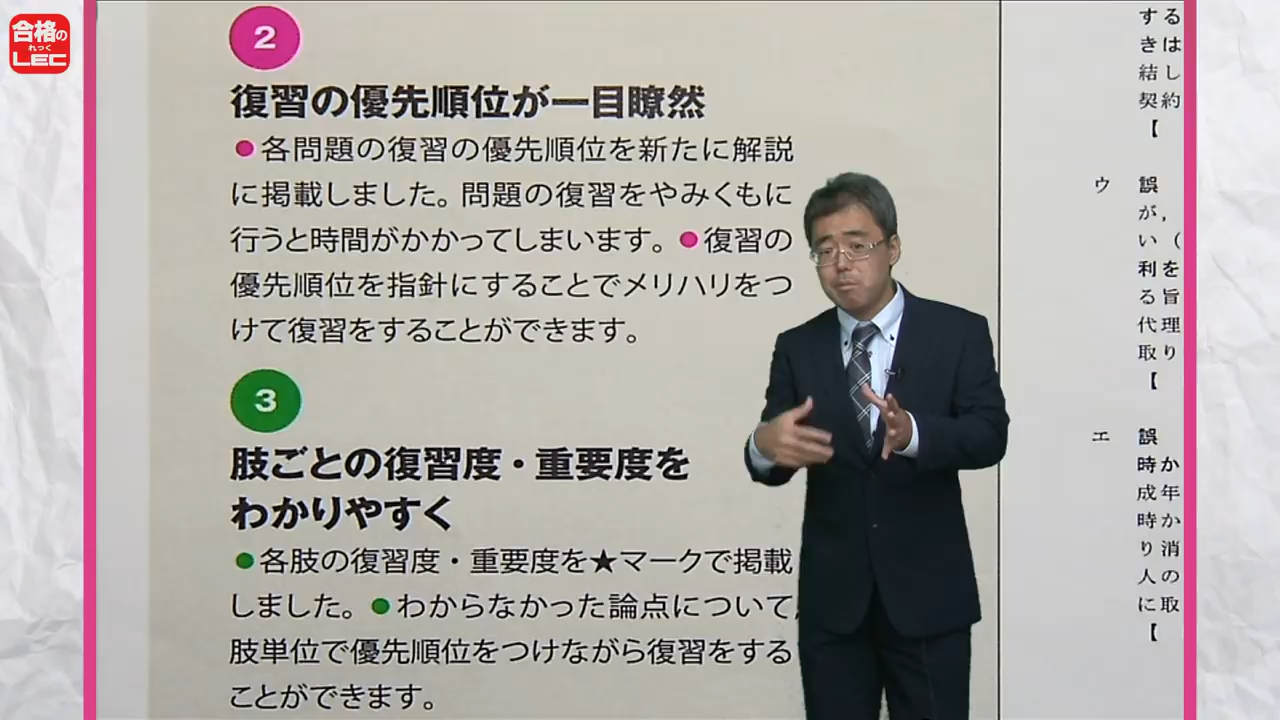 合格の
れっく
LEC
2
復習の優先順位が一目瞭然
●各問題の復習の優先順位を新たに解説
に掲載しました。問題の復習をやみくもに
行うと時間がかかってしまいます。●復習の
優先順位を指針にすることでメリハリをつ
けて復習をすることができます。
3
肢ごとの復習度・重要度を
わかりやすく
●各肢の復習度・重要度を★マークで掲載
しました。●わからなかった論点について
肢単位で優先順位をつけながら復習をする
ことができます。
する
きは
結し
契約
【
ウ 誤
が,
い（
利を
る旨
代理
取り
【
エ 誤
時か
成年
時か
り消
人の
に取
【